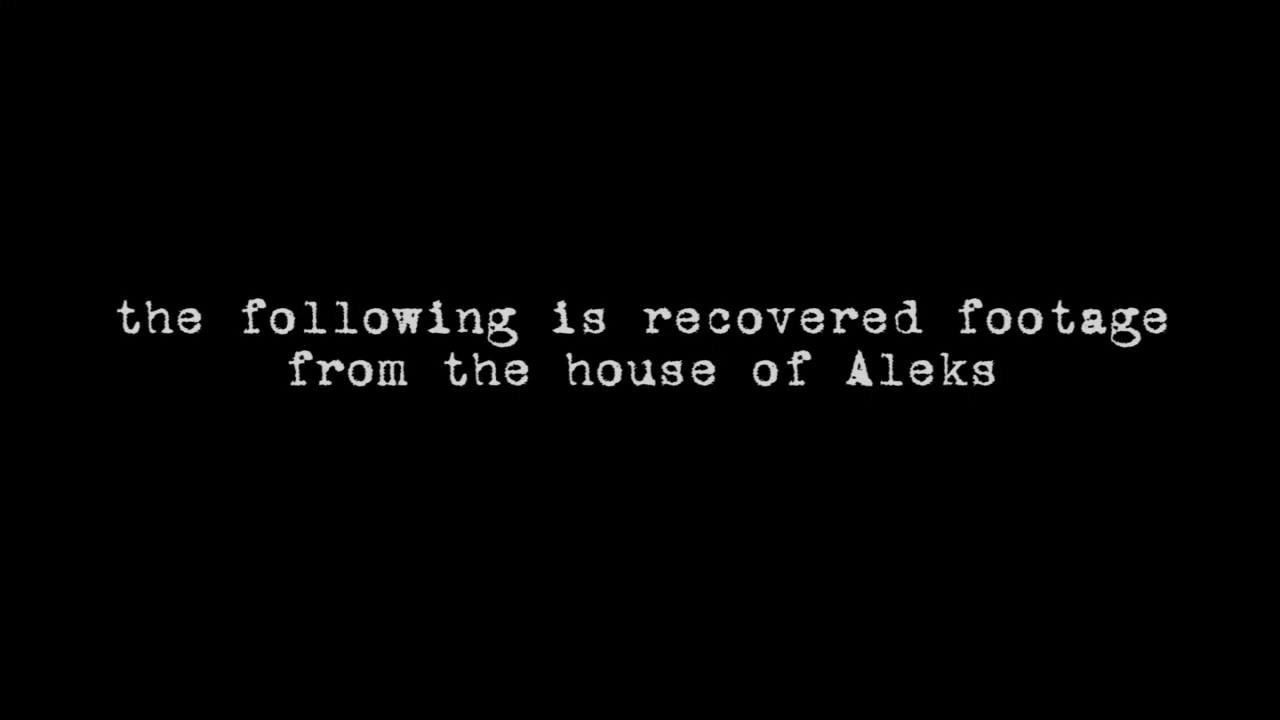 the following is recovered footage
from the house of Aleks